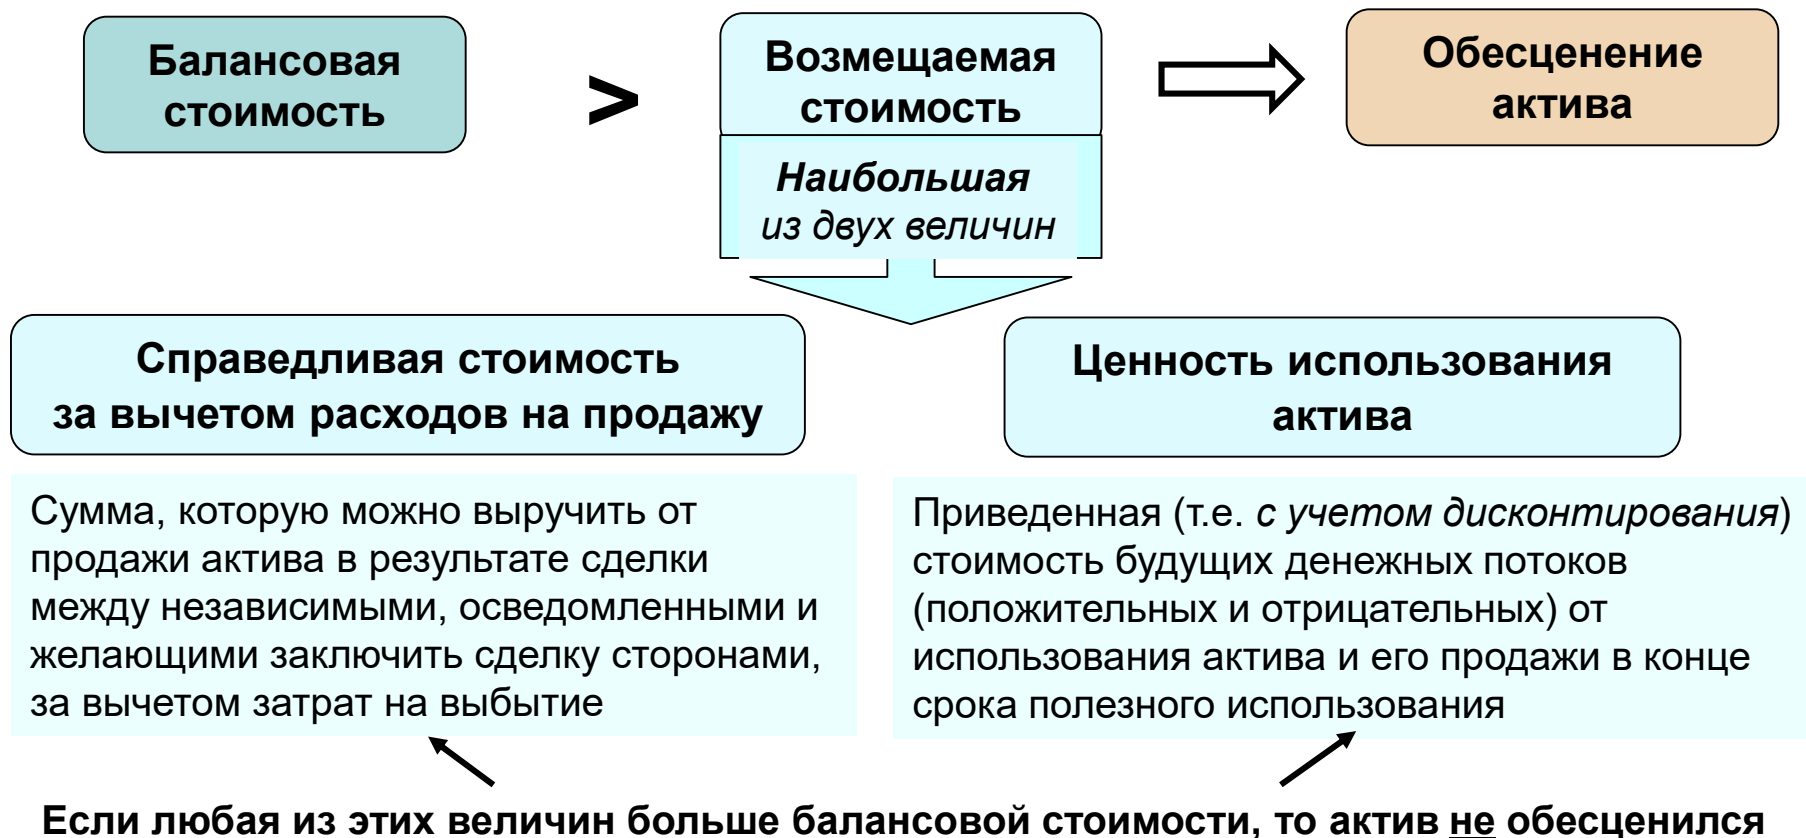 Балансовая
стоимость
>
Возмещаемая
стоимость
Обесценение
актива
Наибольшая
из двух величин
Справедливая стоимость
за вычетом расходов на продажу
Ценность использования
актива
Сумма, которую можно выручить от
продажи актива в результате сделки
между независимыми, осведомленными и
желающими заключить сделку сторонами,
за вычетом затрат на выбытие
Приведенная (т.е. с учетом дисконтирования)
стоимость будущих денежных потоков
(положительных и отрицательных) от
использования актива и его продажи в конце
срока полезного использования
Если любая из этих величин больше балансовой стоимости, то актив не обесценился